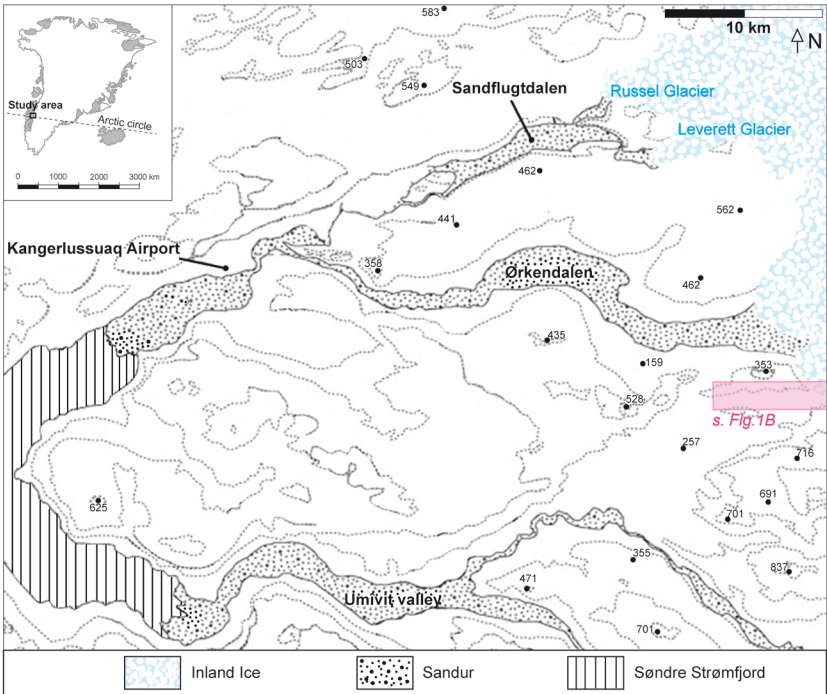 583
10 km
N
503
549
Study area
Arctic circle
0 1000 2000 3000 km
Sandflugtdalen
Russel Glacier
Leverett Glacier
462
562
441
Kangerlussuaq Airport
358
Ørkendalen
462
435
159
353
528
s. Fig.1B
257
716
625
691
701
355
837
471
Umívit valley
701
Inland Ice
Sandur
Søndre Strømfjord